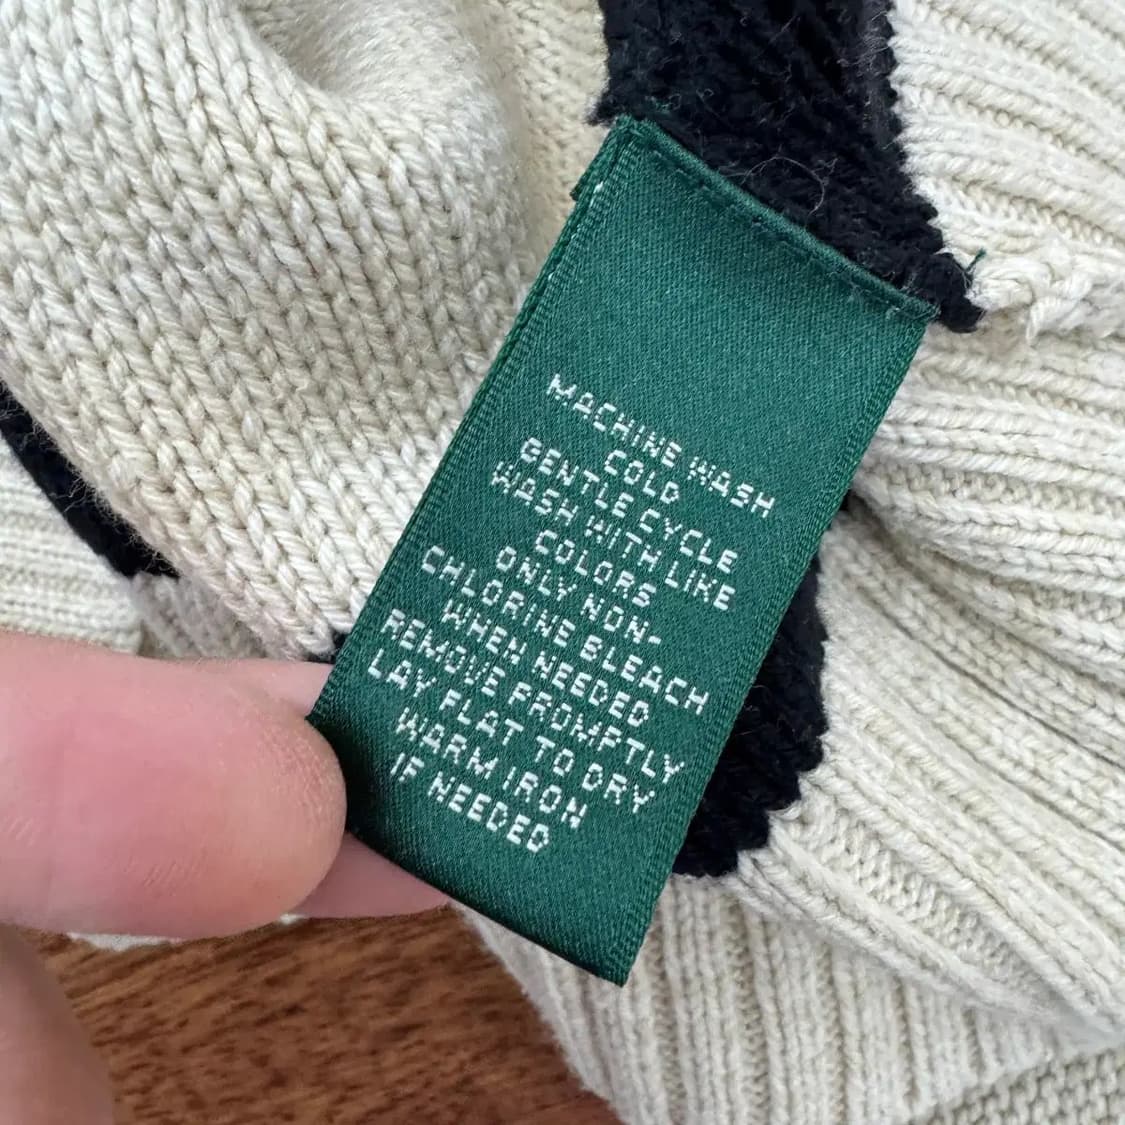 MACHINE WASH
COLD
GENTLE CYCLE
WASH WITH LIKE
COLORS
ONLY NON-
CHLORINE BLEACH
WHEN NEEDED
REMOVE PROMPTLY
LAY FLAT TO DRY
WARM IRON
IF NEEDED